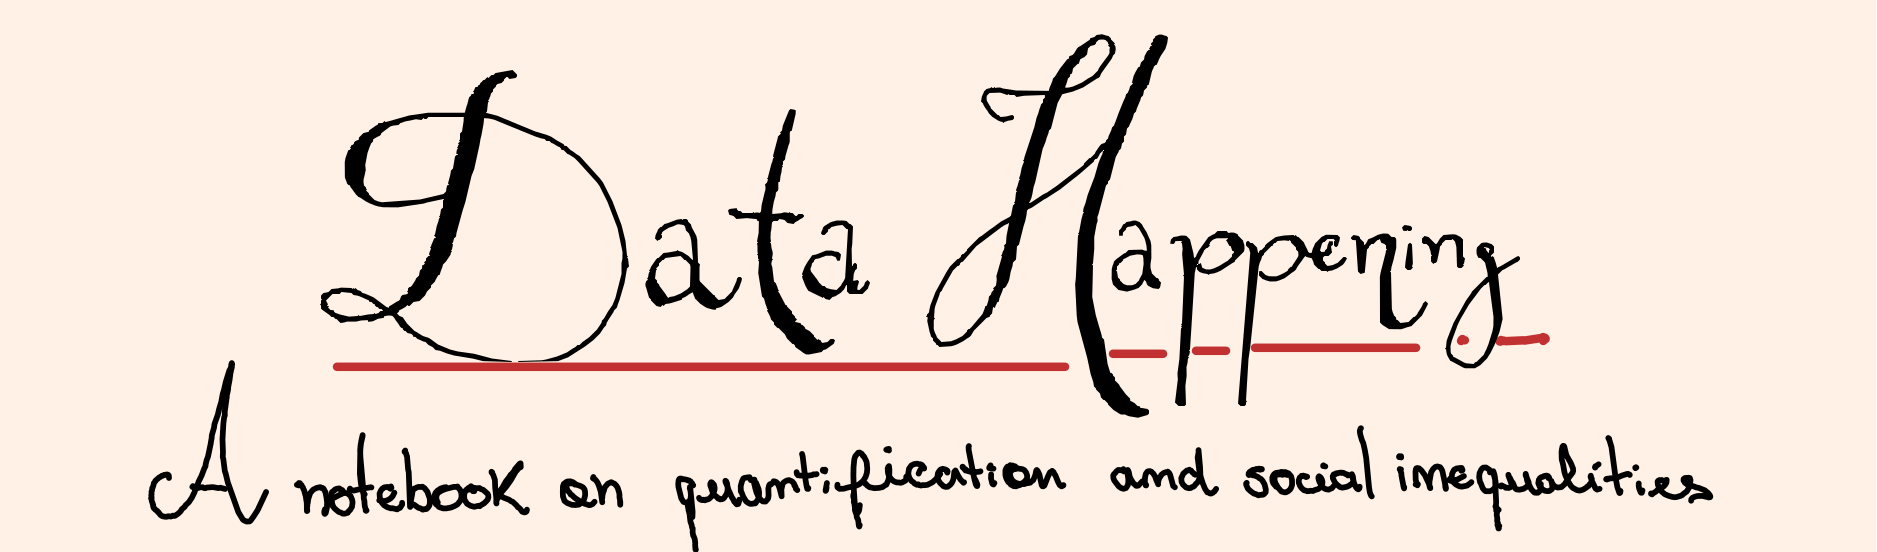 Data Happening
A notebook on quantification and social inequalities